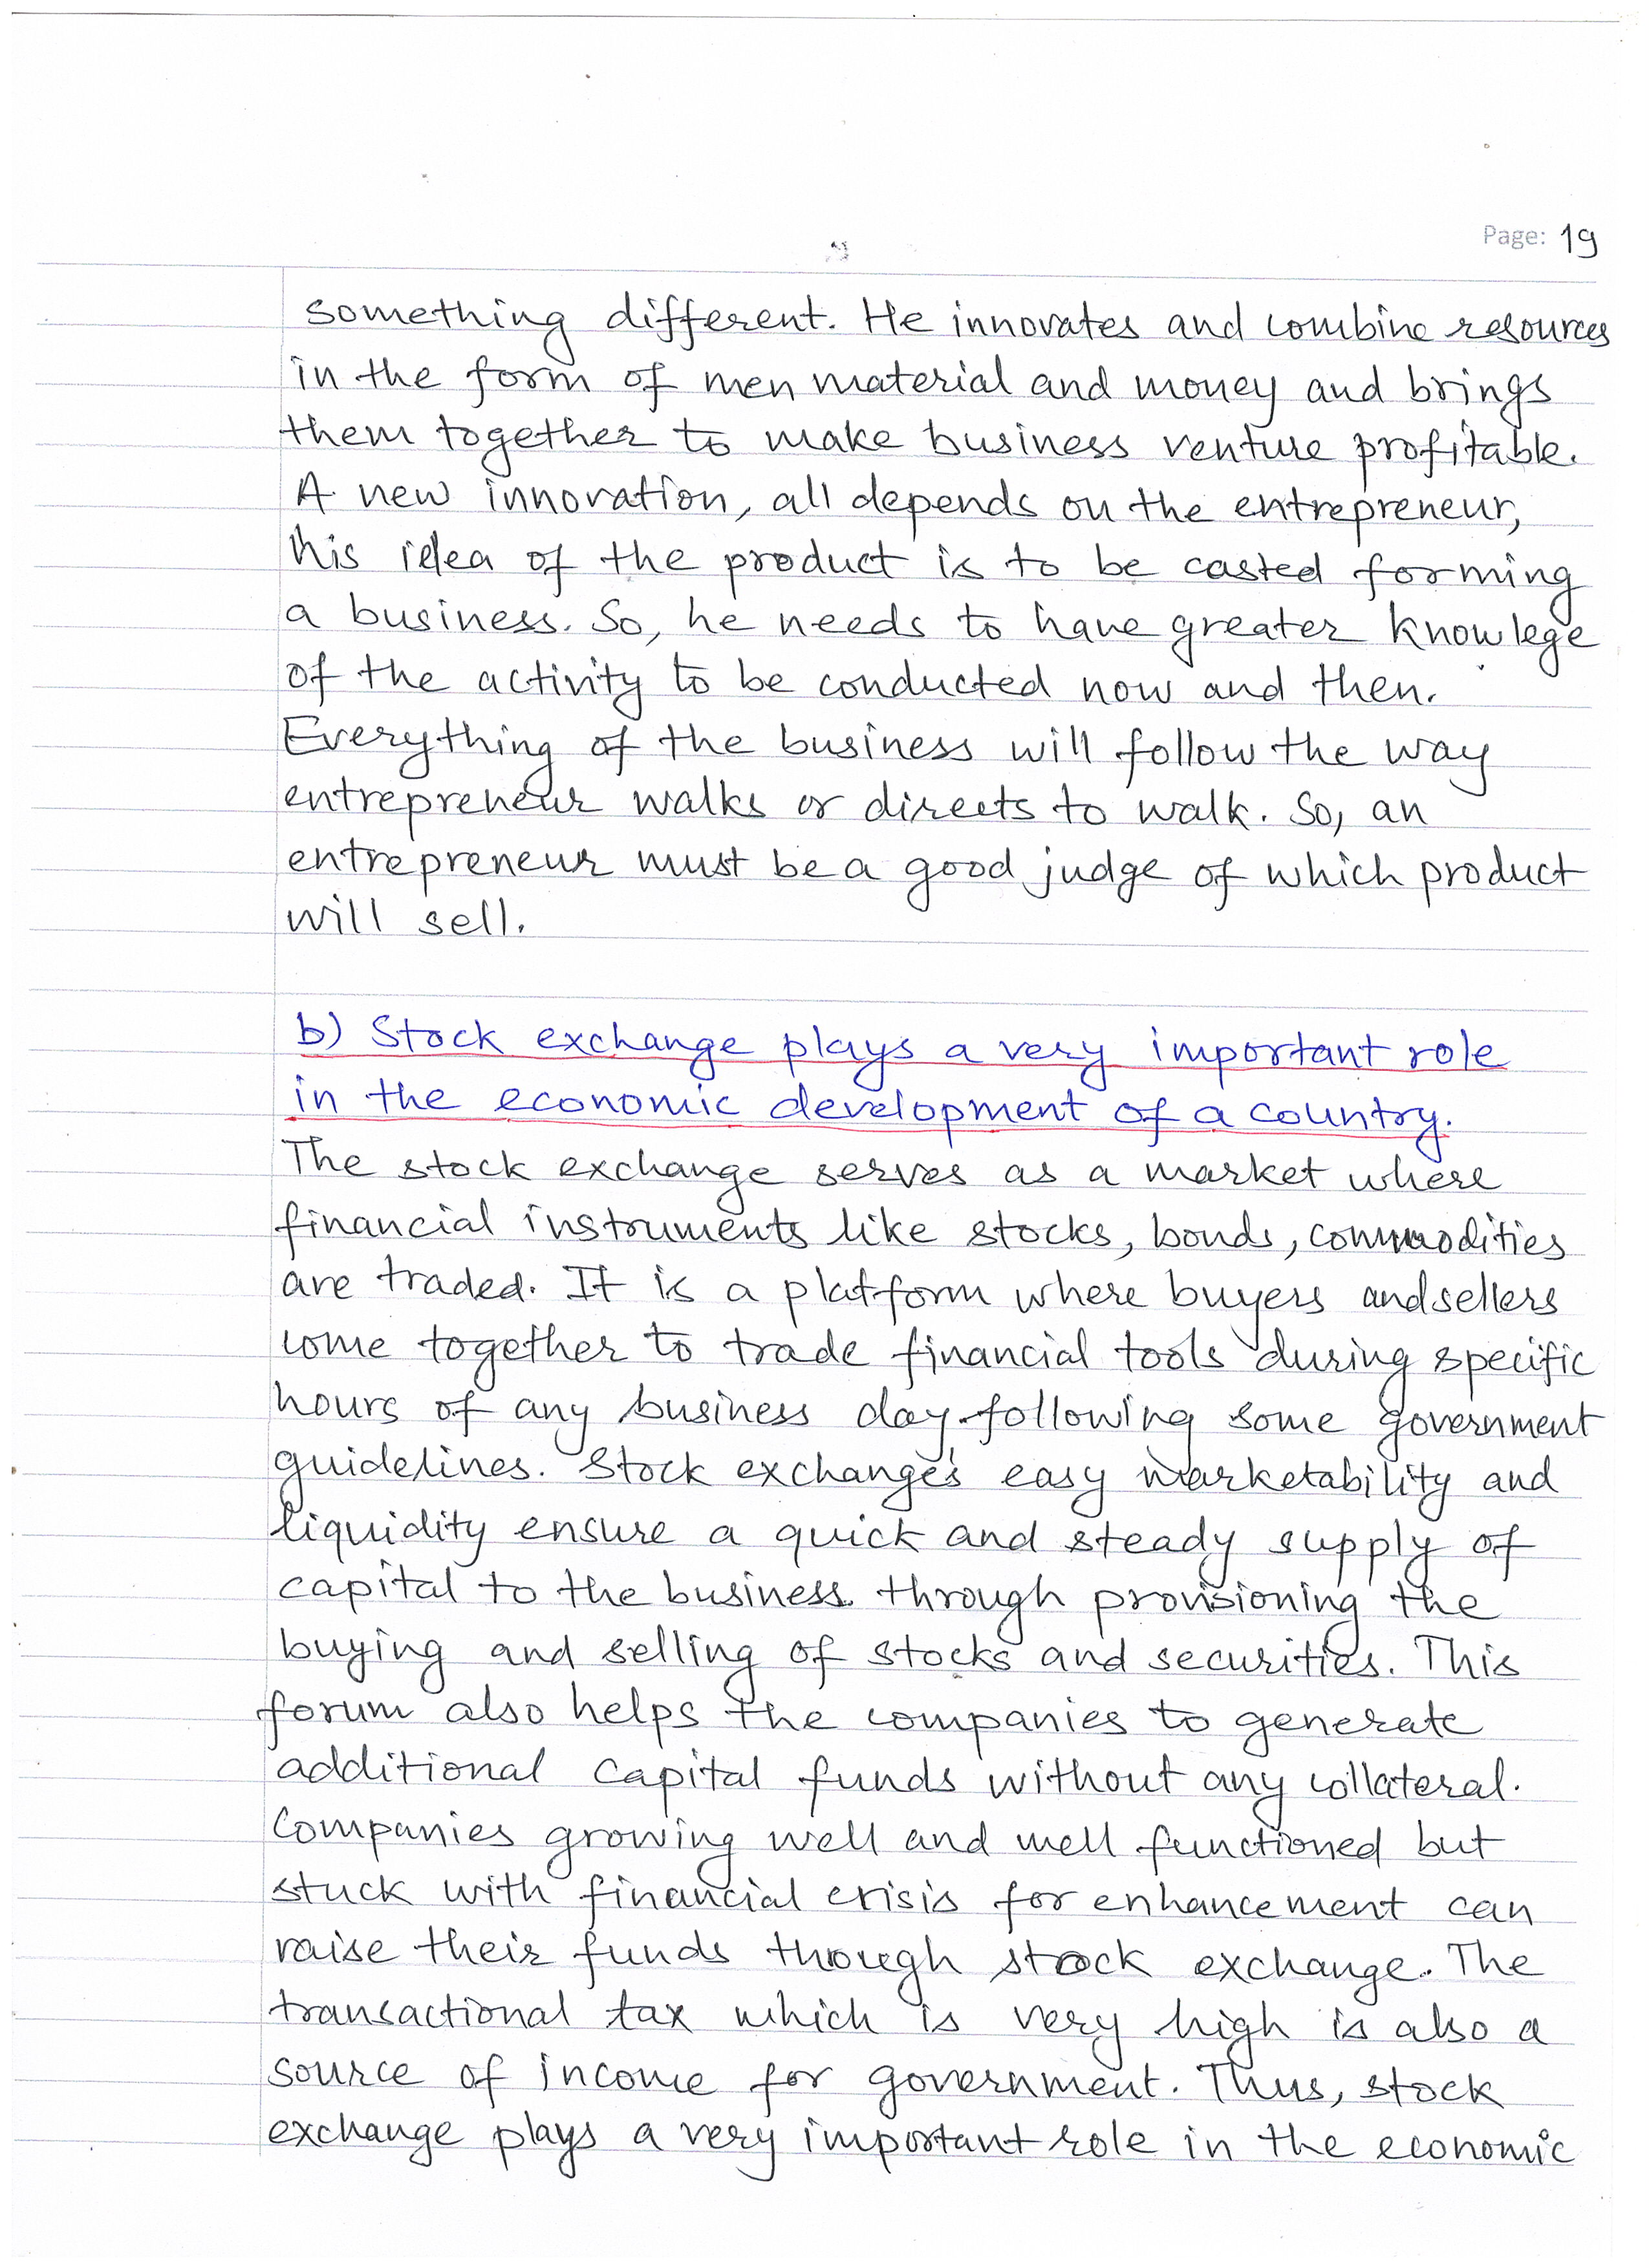 Page: 19
something different. He innovates and combine resources
in the form of men material and money and brings
them together to make business venture profitable.
A new innovation, all depends on the entrepreneur,
his idea of the product is to be casted forming
a business. So, he needs to have greater knowlege
of the activity to be conducted now and then.
Everything of the business will follow the way
entrepreneur walks or directs to walk. So, an
entrepreneur must be a good judge of which product
will sell.
b) Stock exchange plays a very important role
in the economic development of a country.
The stock exchange serves as a market where
financial instruments like stocks, bonds, commodities
are traded. It is a platform where buyers and sellers
come together to trade financial tools during specific
hours of any business day following some government
guidelines. Stock exchange's easy marketability and
liquidity ensure a quick and steady supply of
capital to the business through provisioning the
buying and selling of stocks and securities. This
forum also helps the companies to generate
additional capital funds without any collateral.
Companies growing well and well functioned but
stuck with financial crisis for enhancement can
raise their funds though stock exchange. The
transactional tax which is very high is also a
source of income for government. Thus, stock
exchange plays a very important role in the economic